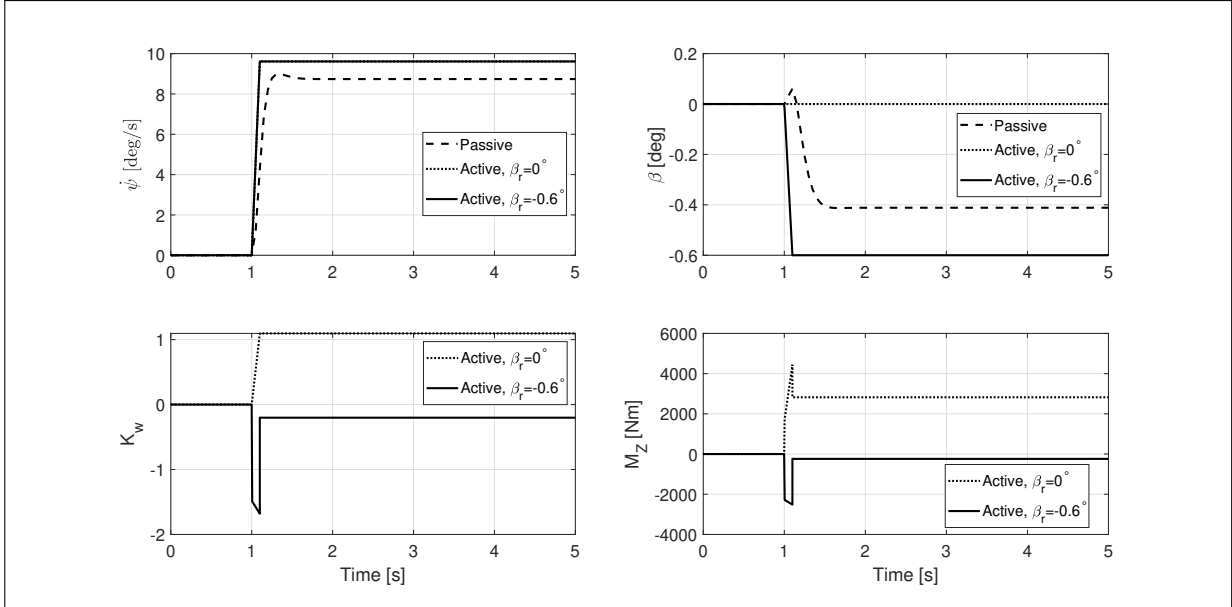 10
8
6
4
2
0
ψ̇ [deg/s]
0 1 2 3 4 5
Passive
Active, β_r=0°
Active, β_r=-0.6°
0.2
0
-0.2
-0.4
-0.6
β [deg]
0 1 2 3 4 5
Passive
Active, β_r=0°
Active, β_r=-0.6°
1
0
-1
-2
K_w
0 1 2 3 4 5
Time [s]
Active, β_r=0°
Active, β_r=-0.6°
6000
4000
2000
0
-2000
-4000
M_Z [Nm]
0 1 2 3 4 5
Time [s]
Active, β_r=0°
Active, β_r=-0.6°